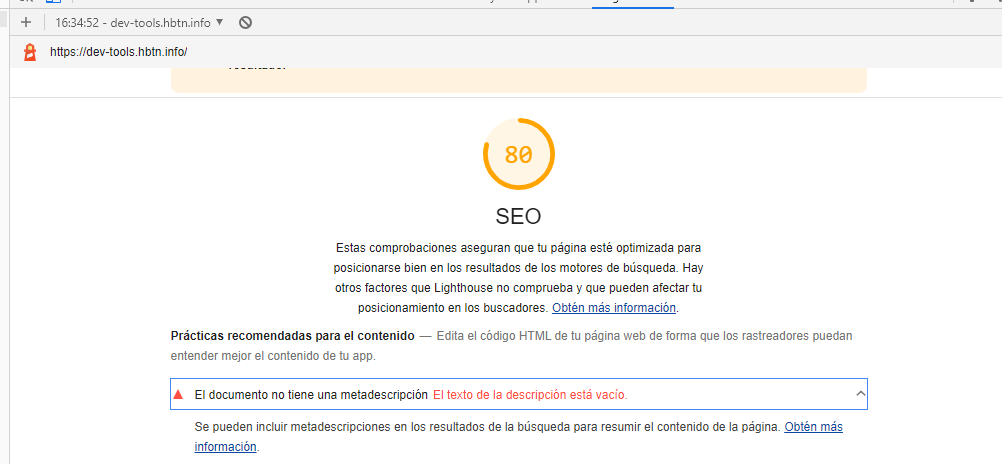 16:34:52 - dev-tools.hbtn.info
https://dev-tools.hbtn.info/
80
SEO
Estas comprobaciones aseguran que tu página esté optimizada para
posicionarse bien en los resultados de los motores de búsqueda. Hay
otros factores que Lighthouse no comprueba y que pueden afectar tu
posicionamiento en los buscadores. Obtén más información.
Prácticas recomendadas para el contenido — Edita el código HTML de tu página web de forma que los rastreadores puedan
entender mejor el contenido de tu app.
El documento no tiene una metadescripción El texto de la descripción está vacío.
Se pueden incluir metadescripciones en los resultados de la búsqueda para resumir el contenido de la página. Obtén más
información.